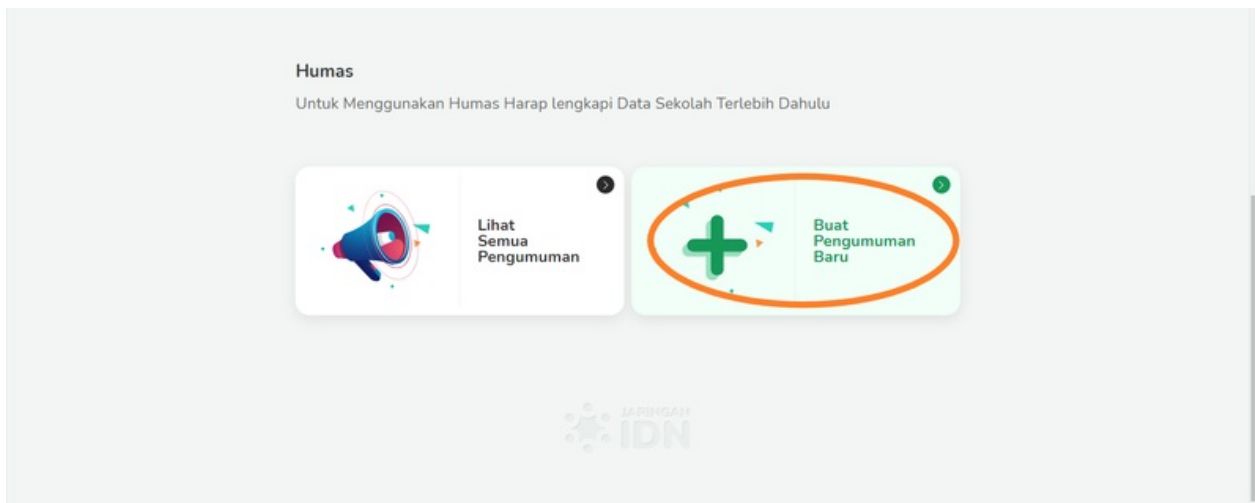 Humas
Untuk Menggunakan Humas Harap lengkapi Data Sekolah Terlebih Dahulu
Lihat
Semua
Pengumuman
Buat
Pengumuman
Baru
JARINGAN
IDN